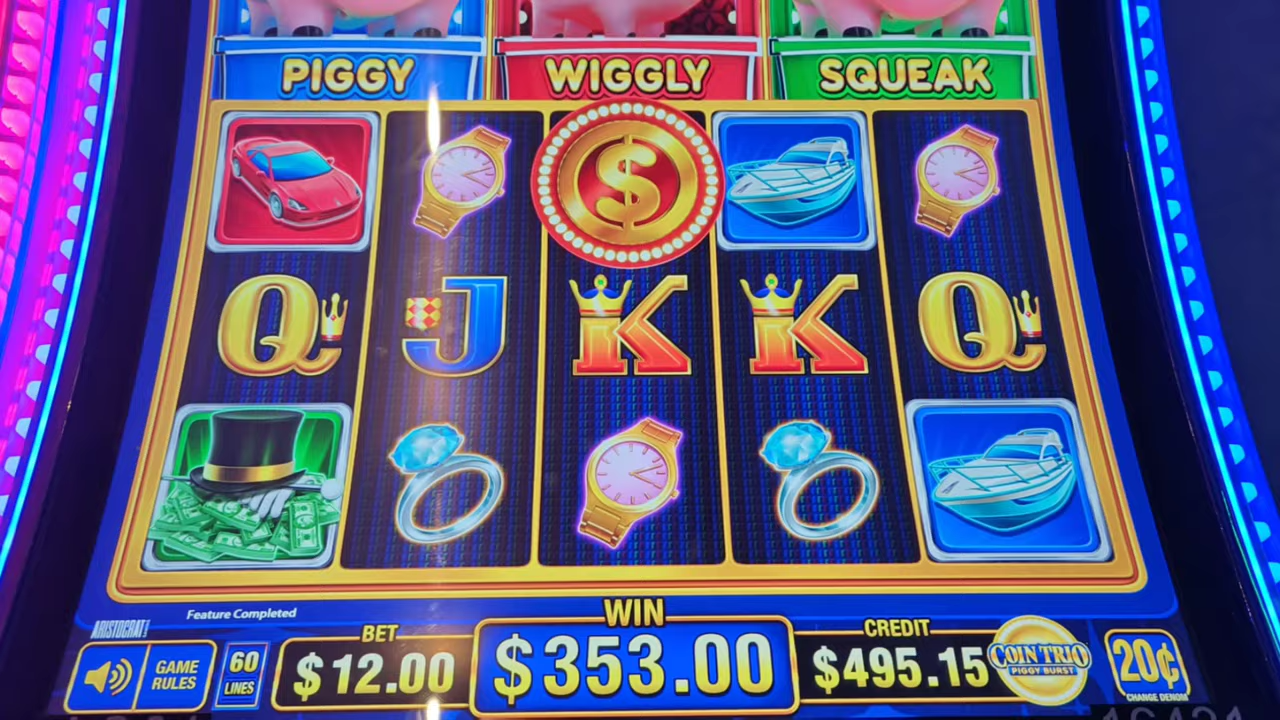 PIGGY WIGGLY SQUEAK
$
Q J K K Q
Feature Completed
ARISTOCRAT
GAME RULES
60 LINES
BET
$12.00
WIN
$353.00
CREDIT
$495.15
COIN TRIO
PIGGY BURST
20¢
CHANGE DENOM